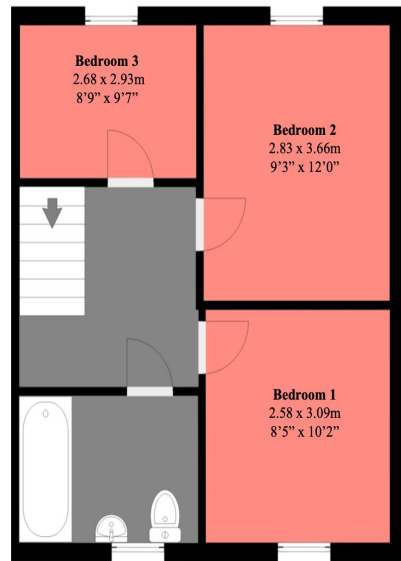 Bedroom 3
2.68 x 2.93m
8’9” x 9’7”
Bedroom 2
2.83 x 3.66m
9’3” x 12’0”
Bedroom 1
2.58 x 3.09m
8’5” x 10’2”